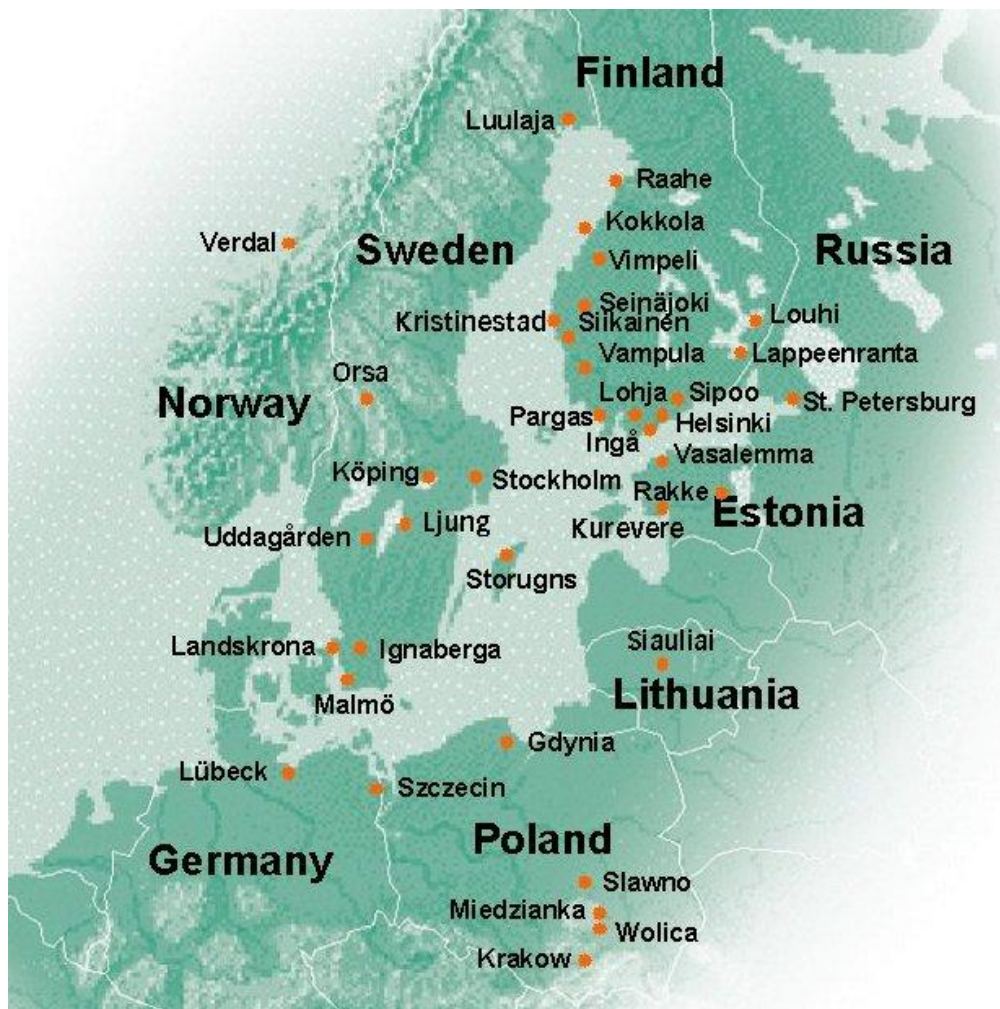 Finland
Luulaja
Raahe
Kokkola
Verdal
Sweden
Russia
Vimpeli
Seinäjoki
Louhi
Kristinestad
Siikainen
Vampula
Lappeenranta
Orsa
Norway
Lohja
Sipoo
St. Petersburg
Pargas
Helsinki
Ingå
Vasalemma
Köping
Stockholm
Rakke
Estonia
Ljung
Kurevere
Uddagården
Storugns
Siauliai
Landskrona
Ignaberga
Lithuania
Malmö
Gdynia
Lübeck
Szczecin
Poland
Germany
Slawno
Miedzianka
Wolica
Krakow